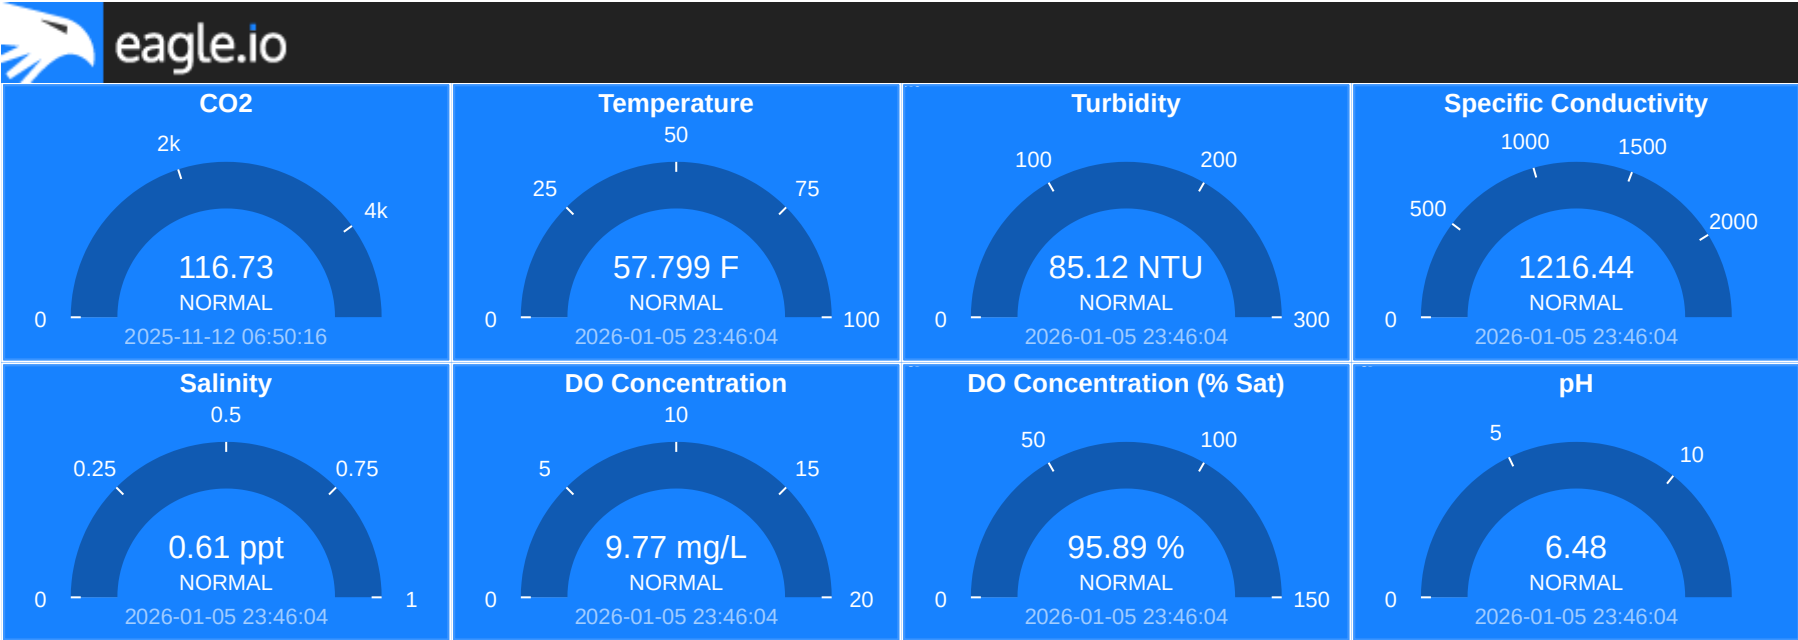 eagle.io
CO2
2k
4k
116.73
NORMAL
0
2025-11-12 06:50:16
Temperature
50
25
75
57.799 F
NORMAL
0
100
2026-01-05 23:46:04
Turbidity
100
200
85.12 NTU
NORMAL
0
300
2026-01-05 23:46:04
Specific Conductivity
1000
1500
500
2000
1216.44
NORMAL
0
2026-01-05 23:46:04
Salinity
0.5
0.25
0.75
0.61 ppt
NORMAL
0
1
2026-01-05 23:46:04
DO Concentration
10
5
15
9.77 mg/L
NORMAL
0
20
2026-01-05 23:46:04
DO Concentration (% Sat)
50
100
95.89 %
NORMAL
0
150
2026-01-05 23:46:04
pH
5
10
6.48
NORMAL
0
2026-01-05 23:46:04